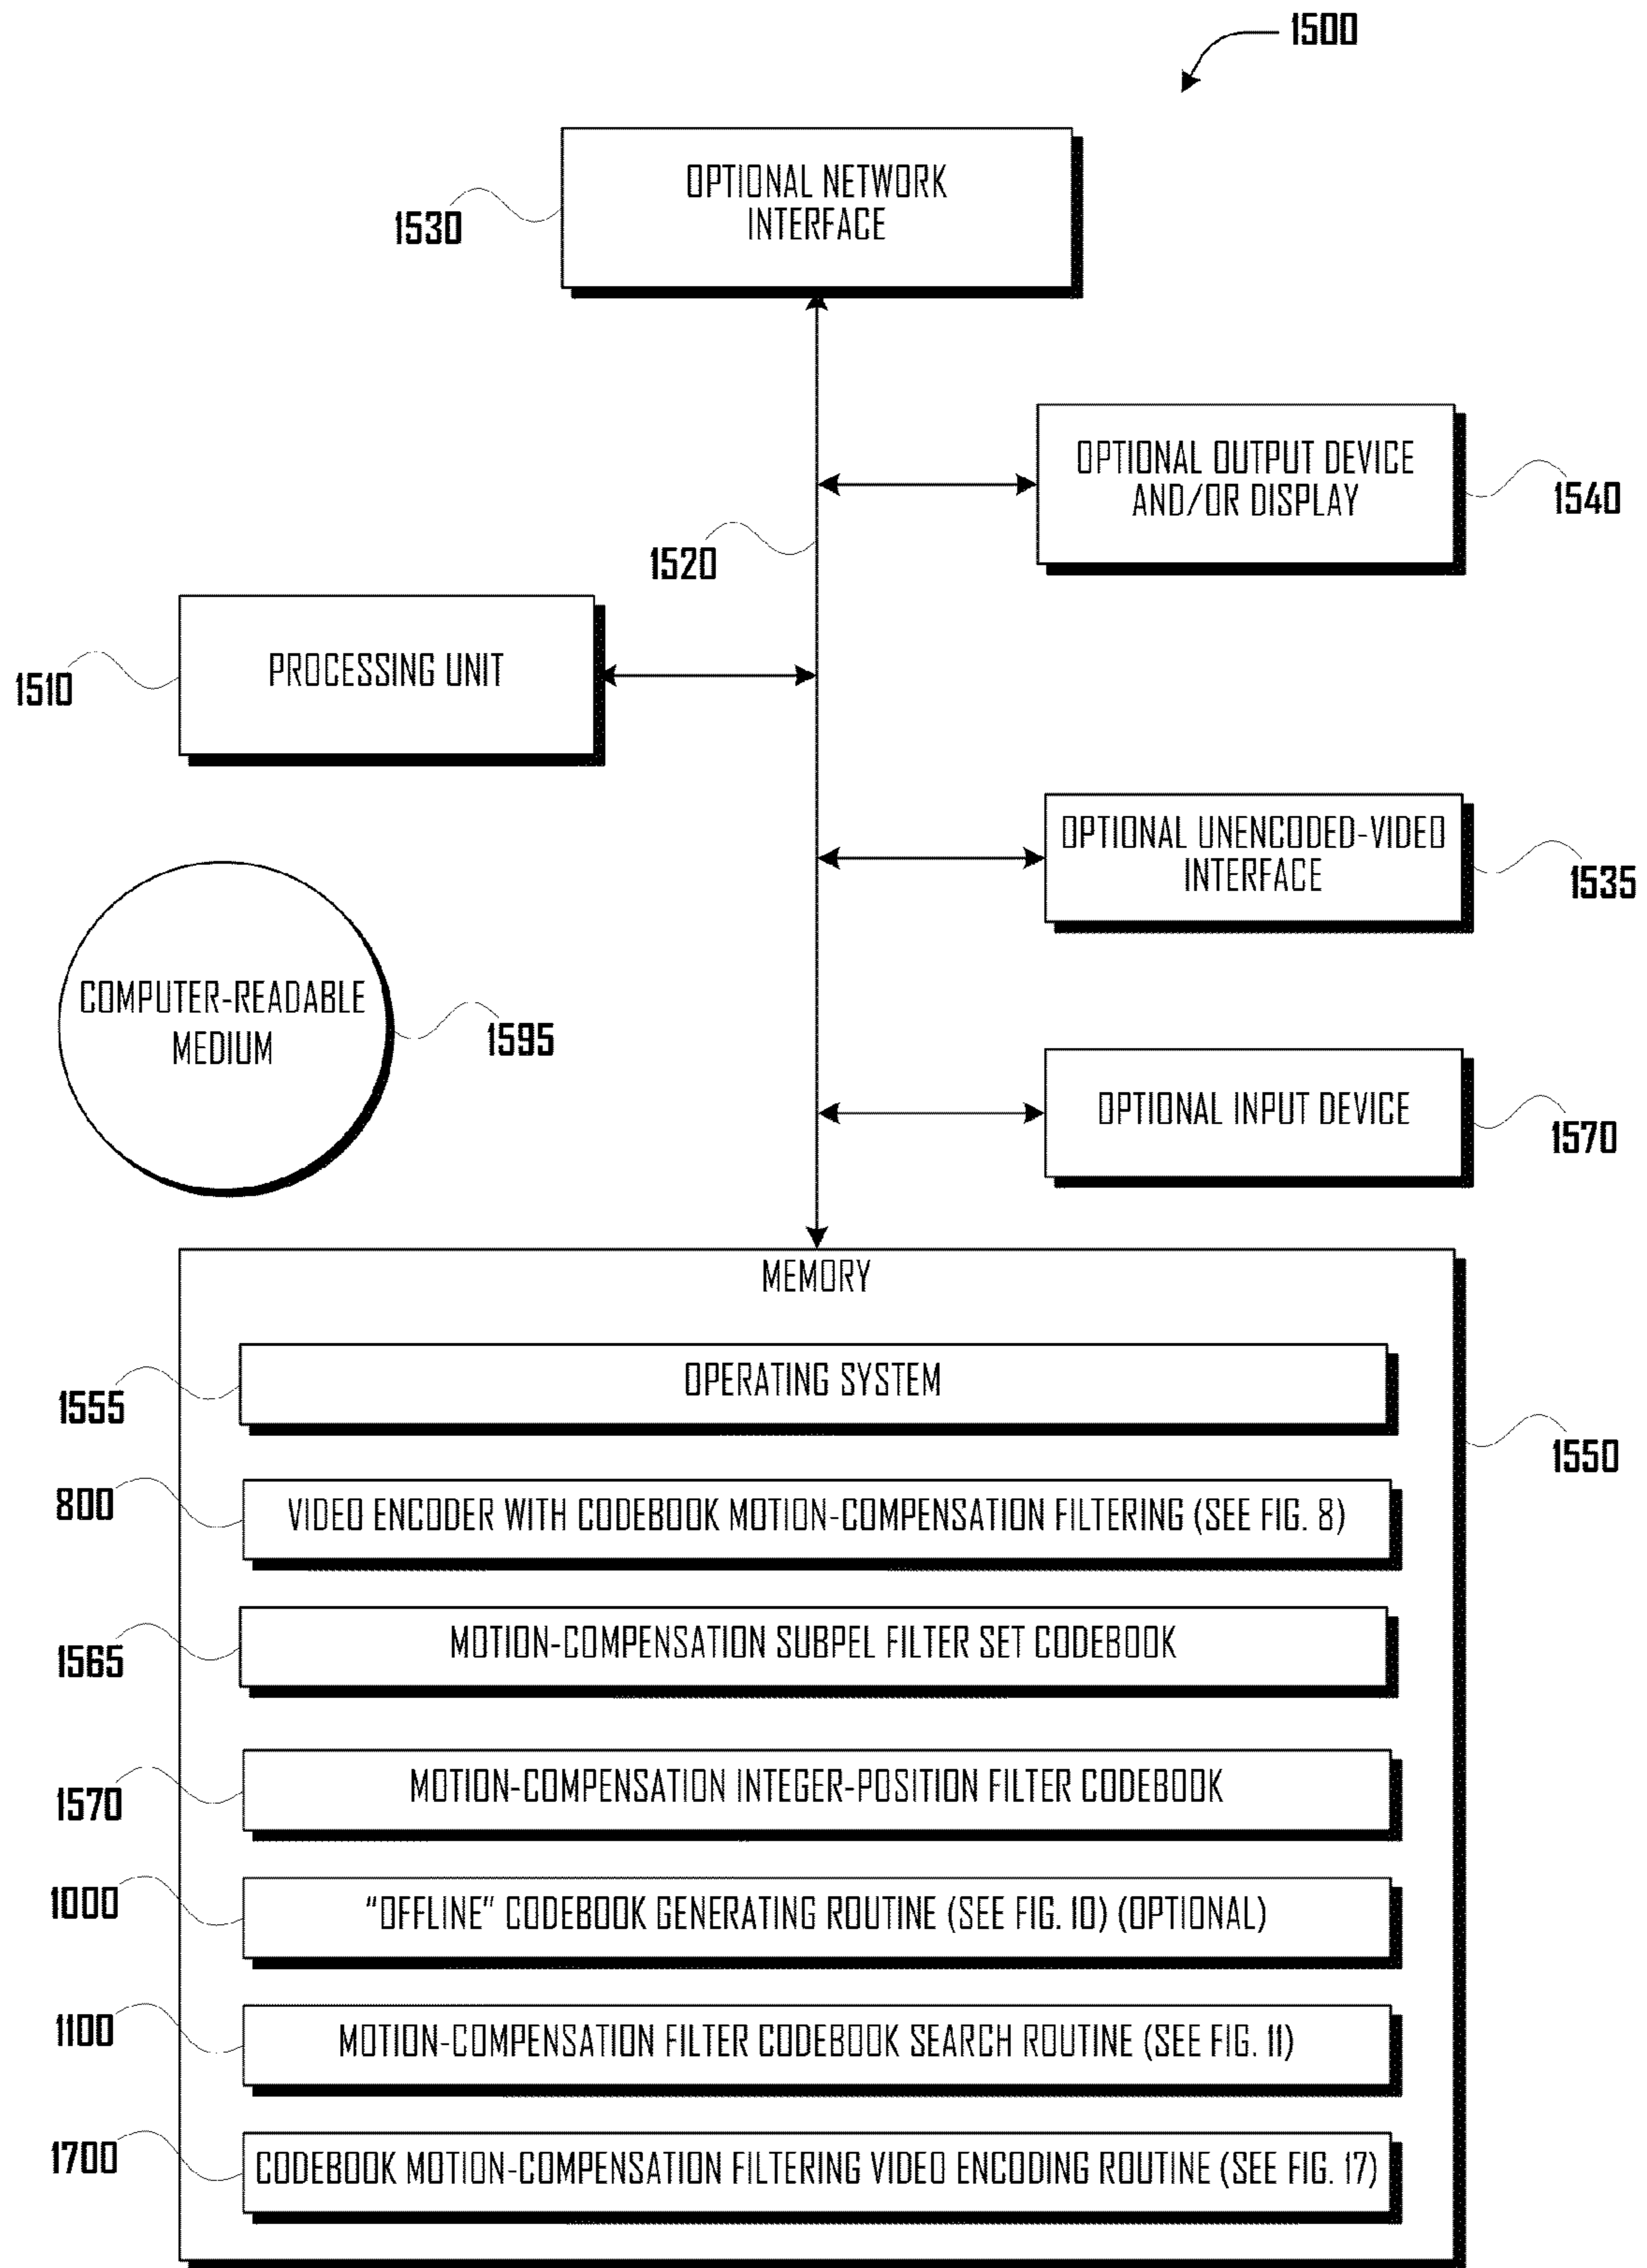 1500
OPTIONAL NETWORK
INTERFACE
1530
OPTIONAL OUTPUT DEVICE
AND/OR DISPLAY
1540
1520
PROCESSING UNIT
1510
OPTIONAL UNENCODED-VIDEO
INTERFACE
1535
COMPUTER-READABLE
MEDIUM
1595
OPTIONAL INPUT DEVICE
1570
MEMORY
OPERATING SYSTEM
1555
1550
VIDEO ENCODER WITH CODEBOOK MOTION-COMPENSATION FILTERING (SEE FIG. 8)
800
MOTION-COMPENSATION SUBPEL FILTER SET CODEBOOK
1565
MOTION-COMPENSATION INTEGER-POSITION FILTER CODEBOOK
1570
"OFFLINE" CODEBOOK GENERATING ROUTINE (SEE FIG. 10) (OPTIONAL)
1000
MOTION-COMPENSATION FILTER CODEBOOK SEARCH ROUTINE (SEE FIG. 11)
1100
CODEBOOK MOTION-COMPENSATION FILTERING VIDEO ENCODING ROUTINE (SEE FIG. 17)
1700